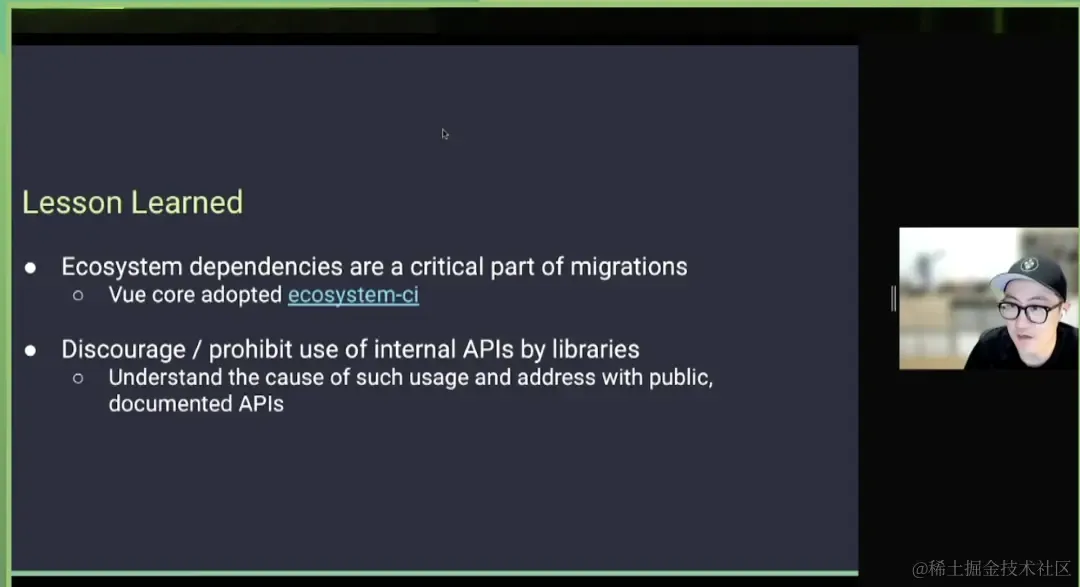 Lesson Learned
● Ecosystem dependencies are a critical part of migrations
○ Vue core adopted ecosystem-ci
● Discourage / prohibit use of internal APIs by libraries
○ Understand the cause of such usage and address with public,
documented APIs
@稀土掘金技术社区